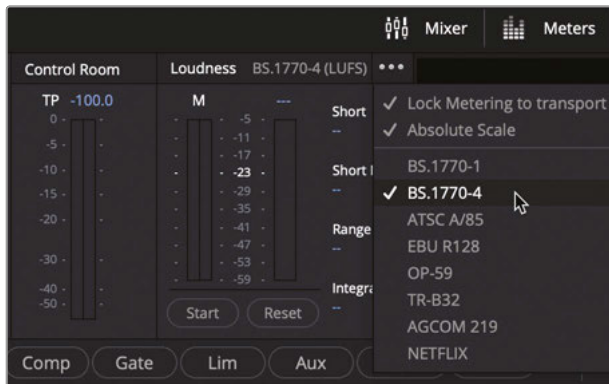 Mixer Meters
Control Room
Loudness BS.1770-4 (LUFS) •••
TP -100.0
0
-5
-10
-15
-20
-30
-40
-50
M ---
-5
-11
-17
-23
-29
-35
-41
-47
-53
-59
Start Reset
Short
--
Short
--
Range
--
--
✓ Lock Metering to transport
✓ Absolute Scale
BS.1770-1
✓ BS.1770-4
ATSC A/85
EBU R128
OP-59
TR-B32
AGCOM 219
NETFLIX
Comp Gate Lim Aux